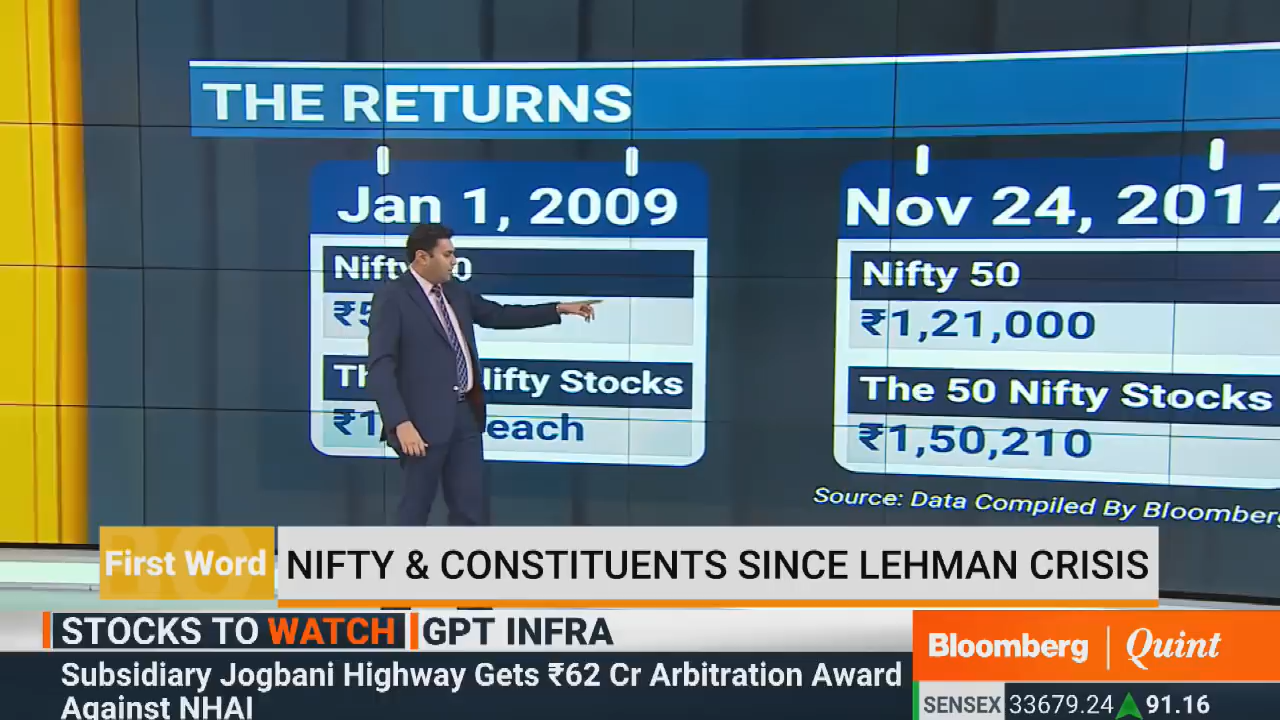 THE RETURNS
Jan 1, 2009
Nov 24, 2017
Nifty
Nifty 50
₹1,21,000
Nifty Stocks
The 50 Nifty Stocks
each
₹1,50,210
Source: Data Compiled By Bloomberg
First Word
NIFTY & CONSTITUENTS SINCE LEHMAN CRISIS
STOCKS TO WATCH GPT INFRA
Subsidiary Jogbani Highway Gets ₹62 Cr Arbitration Award
Against NHAI
Bloomberg | Quint
SENSEX 33679.24 ▲ 91.16